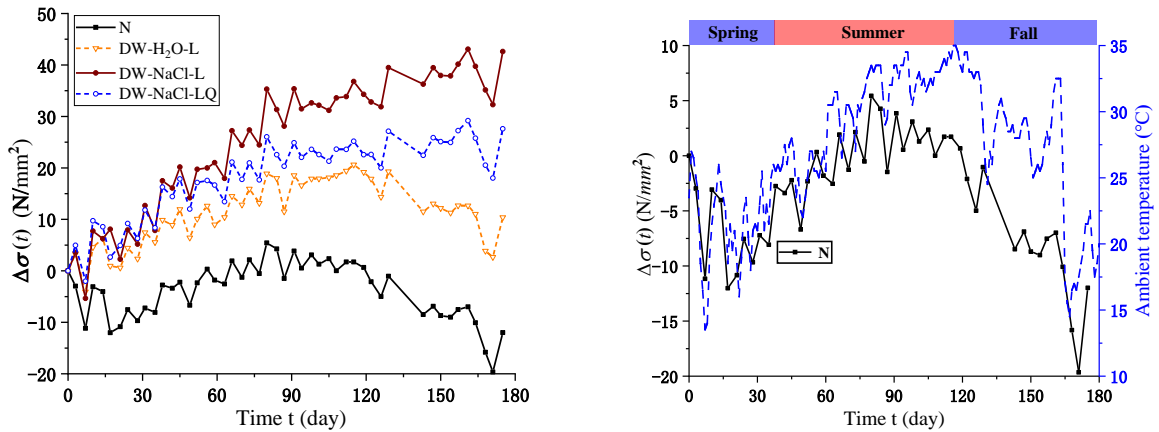 50
40
30
20
10
0
−10
−20
Δσ(t) (N/mm²)
N
DW-H₂O-L
DW-NaCl-L
DW-NaCl-LQ
0 30 60 90 120 150 180
Time t (day)
Spring Summer Fall
10
5
0
−5
−10
−15
−20
Δσ(t) (N/mm²)
N
35
30
25
20
15
10
Ambient temperature (°C)
0 30 60 90 120 150 180
Time t (day)